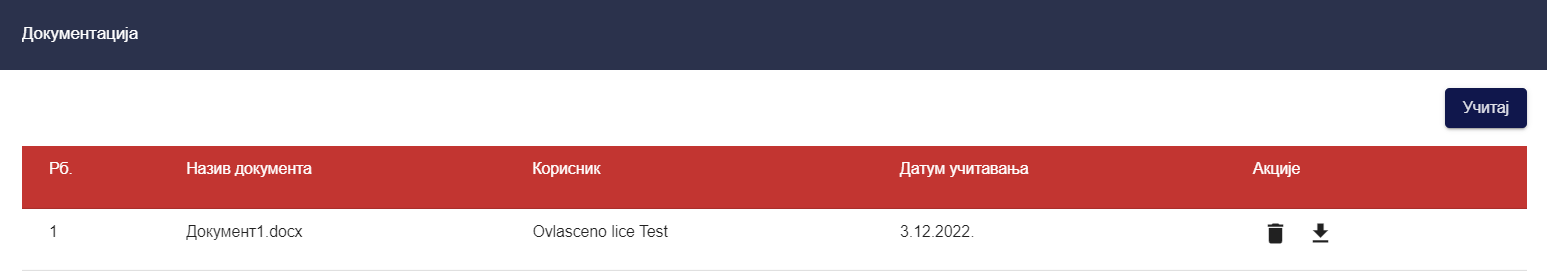 Документација
Учитај
Рб. Назив документа Корисник Датум учитавања Акције
1 Документ1.docx Ovlasceno lice Test 3.12.2022.